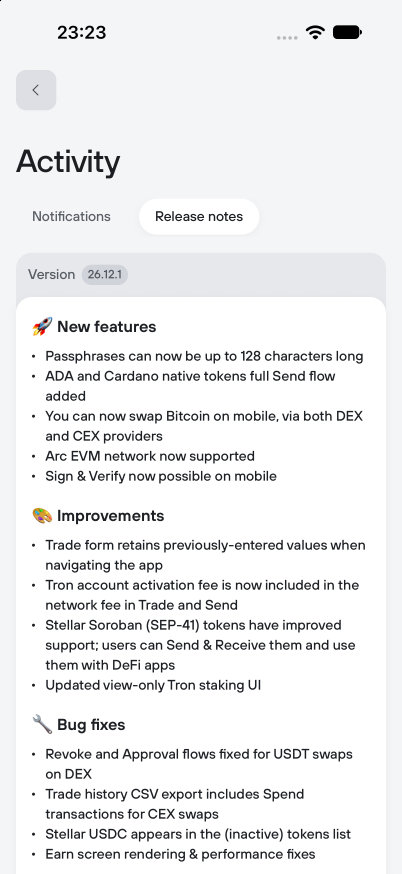 23:23
Activity
Notifications
Release notes
Version 26.12.1
🚀 New features
• Passphrases can now be up to 128 characters long
• ADA and Cardano native tokens full Send flow
added
• You can now swap Bitcoin on mobile, via both DEX
and CEX providers
• Arc EVM network now supported
• Sign & Verify now possible on mobile
🎨 Improvements
• Trade form retains previously-entered values when
navigating the app
• Tron account activation fee is now included in the
network fee in Trade and Send
• Stellar Soroban (SEP-41) tokens have improved
support; users can Send & Receive them and use
them with DeFi apps
• Updated view-only Tron staking UI
🔧 Bug fixes
• Revoke and Approval flows fixed for USDT swaps
on DEX
• Trade history CSV export includes Spend
transactions for CEX swaps
• Stellar USDC appears in the (inactive) tokens list
• Earn screen rendering & performance fixes